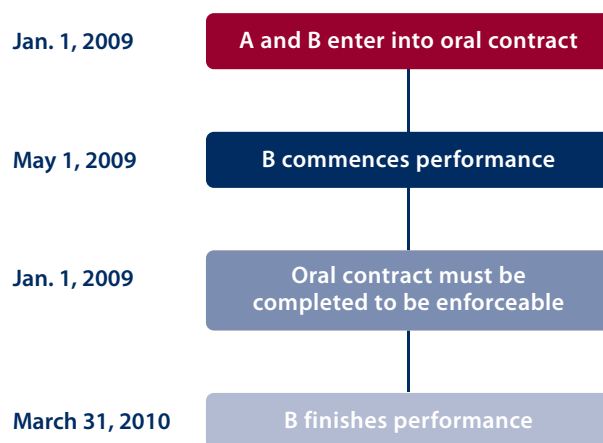 Jan. 1, 2009
A and B enter into oral contract
May 1, 2009
B commences performance
Jan. 1, 2009
Oral contract must be
completed to be enforceable
March 31, 2010
B finishes performance